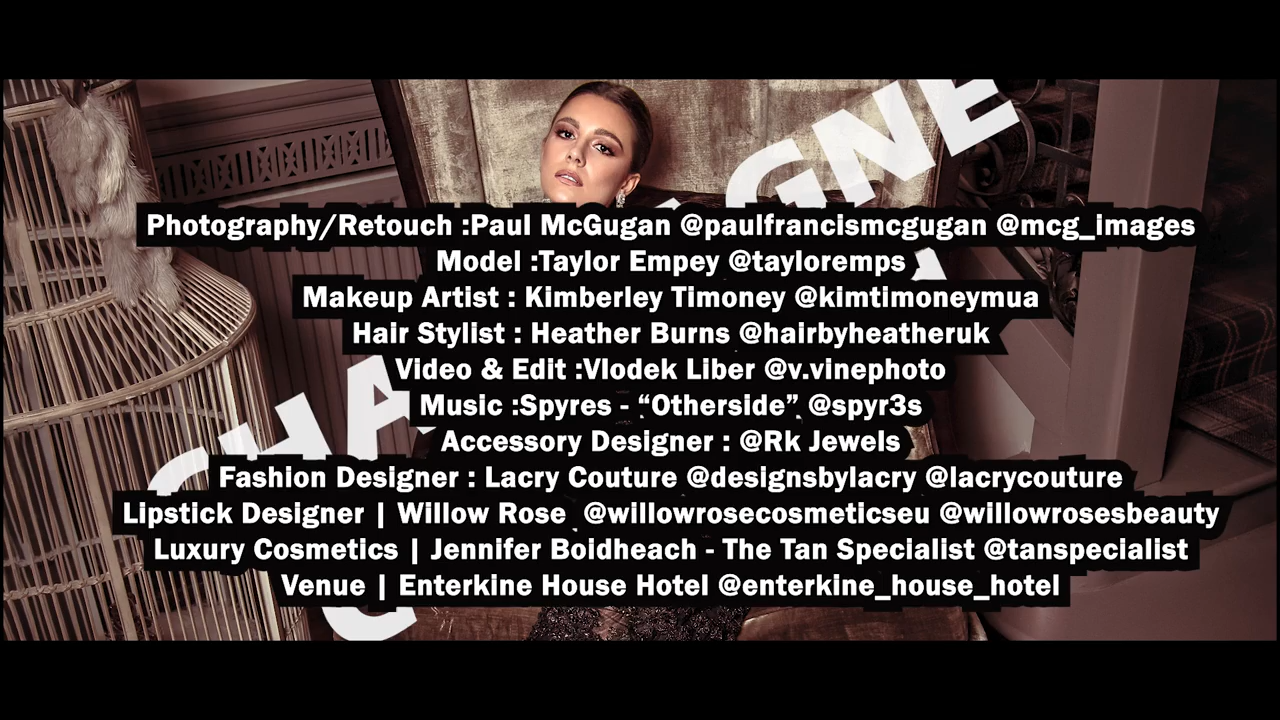 Photography/Retouch :Paul McGugan @paulfrancismcgugan @mcg_images
Model :Taylor Empey @tayloremps
Makeup Artist : Kimberley Timoney @kimtimoneymua
Hair Stylist : Heather Burns @hairbyheatheruk
Video & Edit :Vlodek Liber @v.vinephoto
Music :Spyres - “Otherside” @spyr3s
Accessory Designer : @Rk Jewels
Fashion Designer : Lacry Couture @designsbylacry @lacrycouture
Lipstick Designer | Willow Rose @willowrosecosmeticseu @willowrosesbeauty
Luxury Cosmetics | Jennifer Boidheach - The Tan Specialist @tanspecialist
Venue | Enterkine House Hotel @enterkine_house_hotel